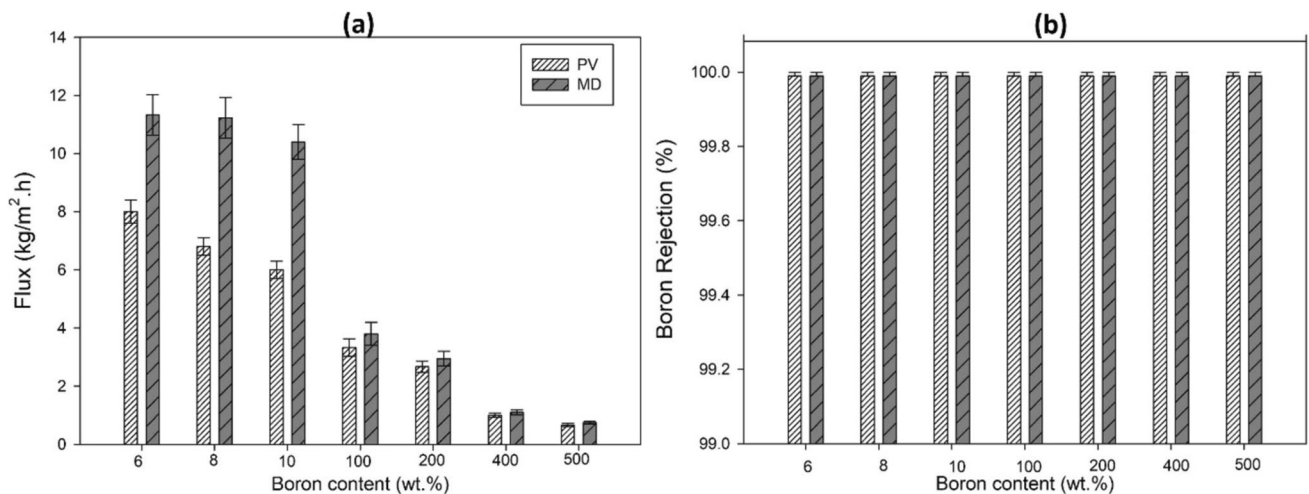 (a)
14
12
10
8
6
4
2
0
Flux (kg/m².h)
PV
MD
6 8 10 100 200 400 500
Boron content (wt.%)
(b)
100.0
99.8
99.6
99.4
99.2
99.0
Boron Rejection (%)
6 8 10 100 200 400 500
Boron content (wt.%)